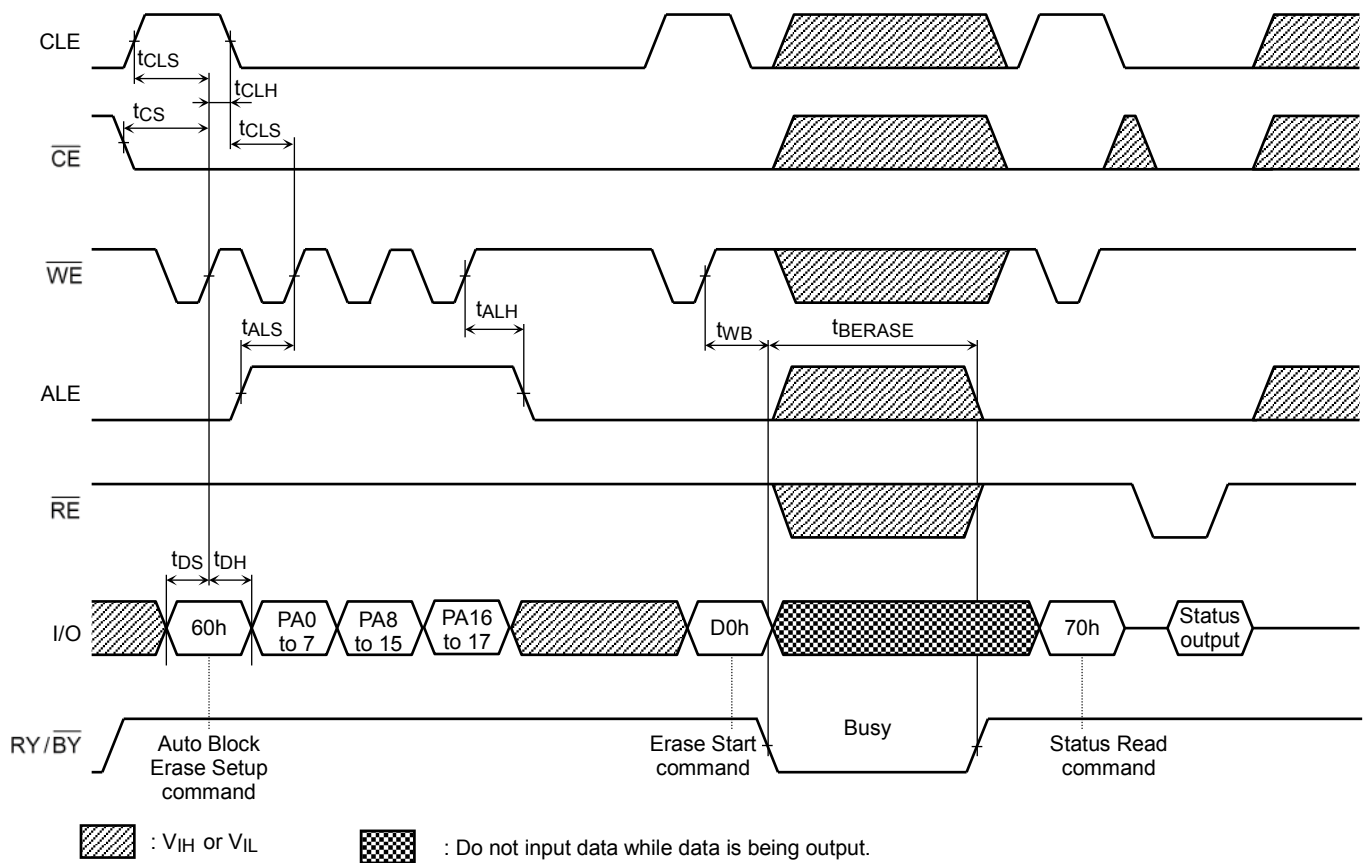 CLE
tCLS
tCLH
tCS
tCLS
CE
WE
tALS
tALH
tWB
tBERASE
ALE
RE
tDS
tDH
I/O
60h
PA0
to 7
PA8
to 15
PA16
to 17
D0h
70h
Status
output
RY/BY
Busy
Auto Block
Erase Setup
command
Erase Start
command
Status Read
command
: VIH or VIL
: Do not input data while data is being output.